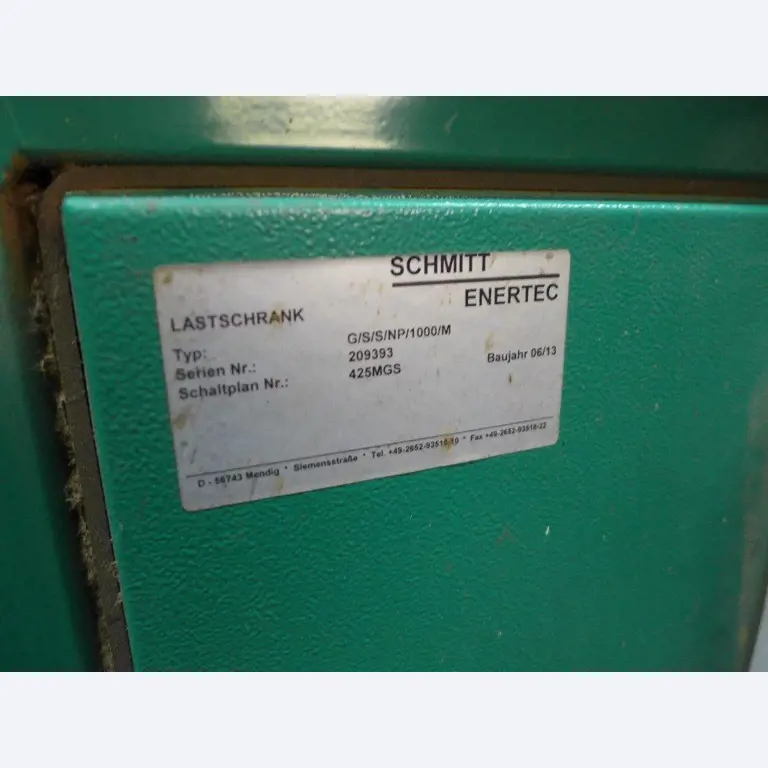 SCHMITT
ENERTEC
LASTSCHRANK
Typ: G/S/S/NP/1000/M
Serien Nr.: 209393 Baujahr 06/13
Schaltplan Nr.: 425MGS
D - 56743 Mendig • Siemensstraße • Tel. +49-2652-93518-10 • Fax +49-2652-93518-22